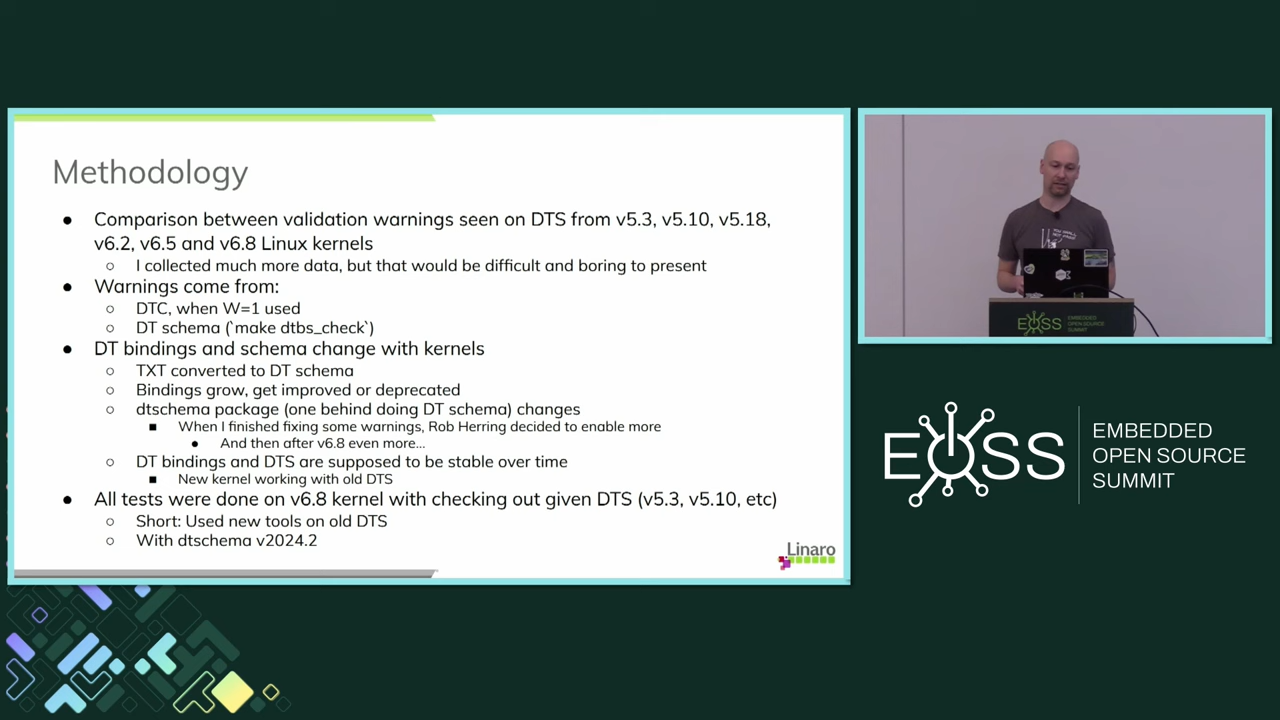 Methodology
● Comparison between validation warnings seen on DTS from v5.3, v5.10, v5.18,
v6.2, v6.5 and v6.8 Linux kernels
○ I collected much more data, but that would be difficult and boring to present
● Warnings come from:
○ DTC, when W=1 used
○ DT schema (`make dtbs_check`)
● DT bindings and schema change with kernels
○ TXT converted to DT schema
○ Bindings grow, get improved or deprecated
○ dtschema package (one behind doing DT schema) changes
■ When I finished fixing some warnings, Rob Herring decided to enable more
● And then after v6.8 even more...
○ DT bindings and DTS are supposed to be stable over time
■ New kernel working with old DTS
● All tests were done on v6.8 kernel with checking out given DTS (v5.3, v5.10, etc)
○ Short: Used new tools on old DTS
○ With dtschema v2024.2
Linaro
EOSS
EMBEDDED
OPEN SOURCE
SUMMIT
EOSS
EMBEDDED
OPEN SOURCE
SUMMIT